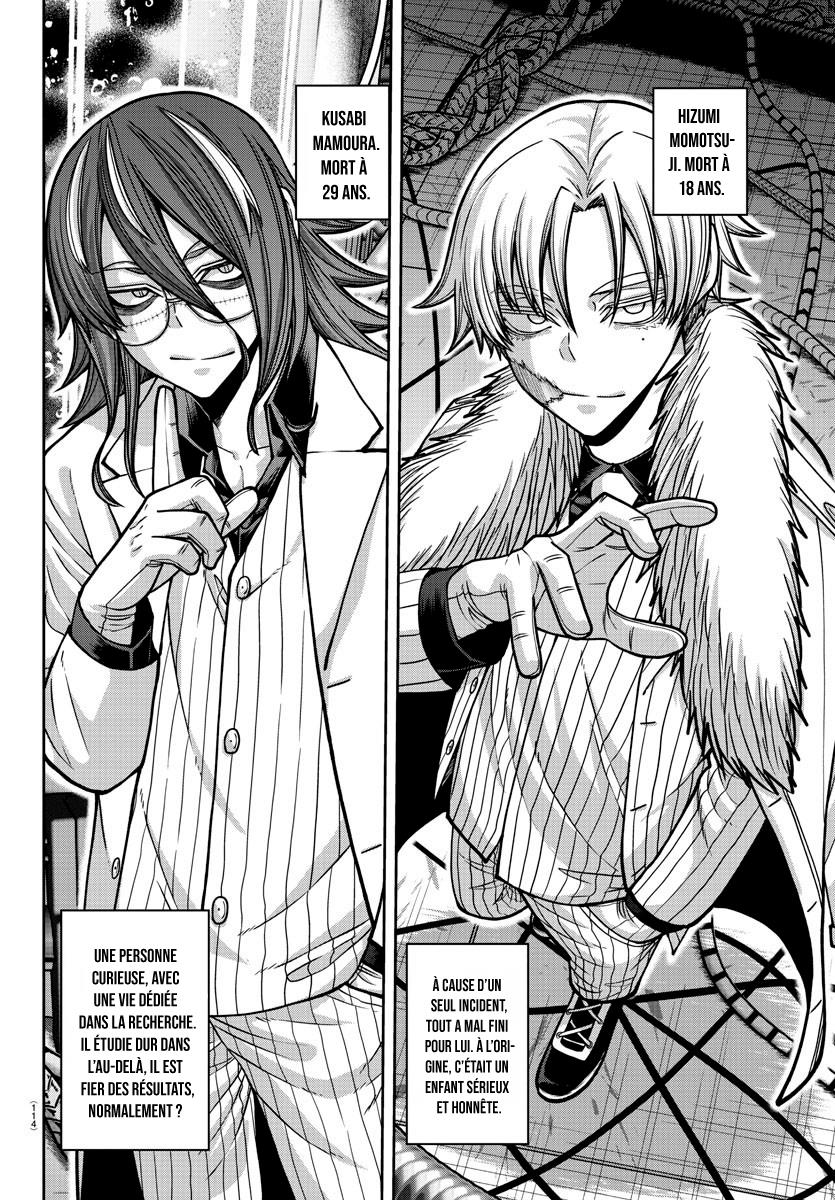 HIZUMI
MOMOTSU-
JI. MORT À
18 ANS.
À CAUSE D'UN
SEUL INCIDENT,
TOUT A MAL FINI
POUR LUI. À L'ORI-
GINE, C'ÉTAIT UN
ENFANT SÉRIEUX
ET HONNÊTE.
KUSABI
MAMOURA.
MORT À
29 ANS.
UNE PERSONNE
CURIEUSE, AVEC
UNE VIE DÉDIÉE
DANS LA RECHERCHE.
IL ÉTUDIE DUR DANS
L'AU-DELÀ, IL EST
FIER DES RÉSULTATS,
NORMALEMENT ?
(114)